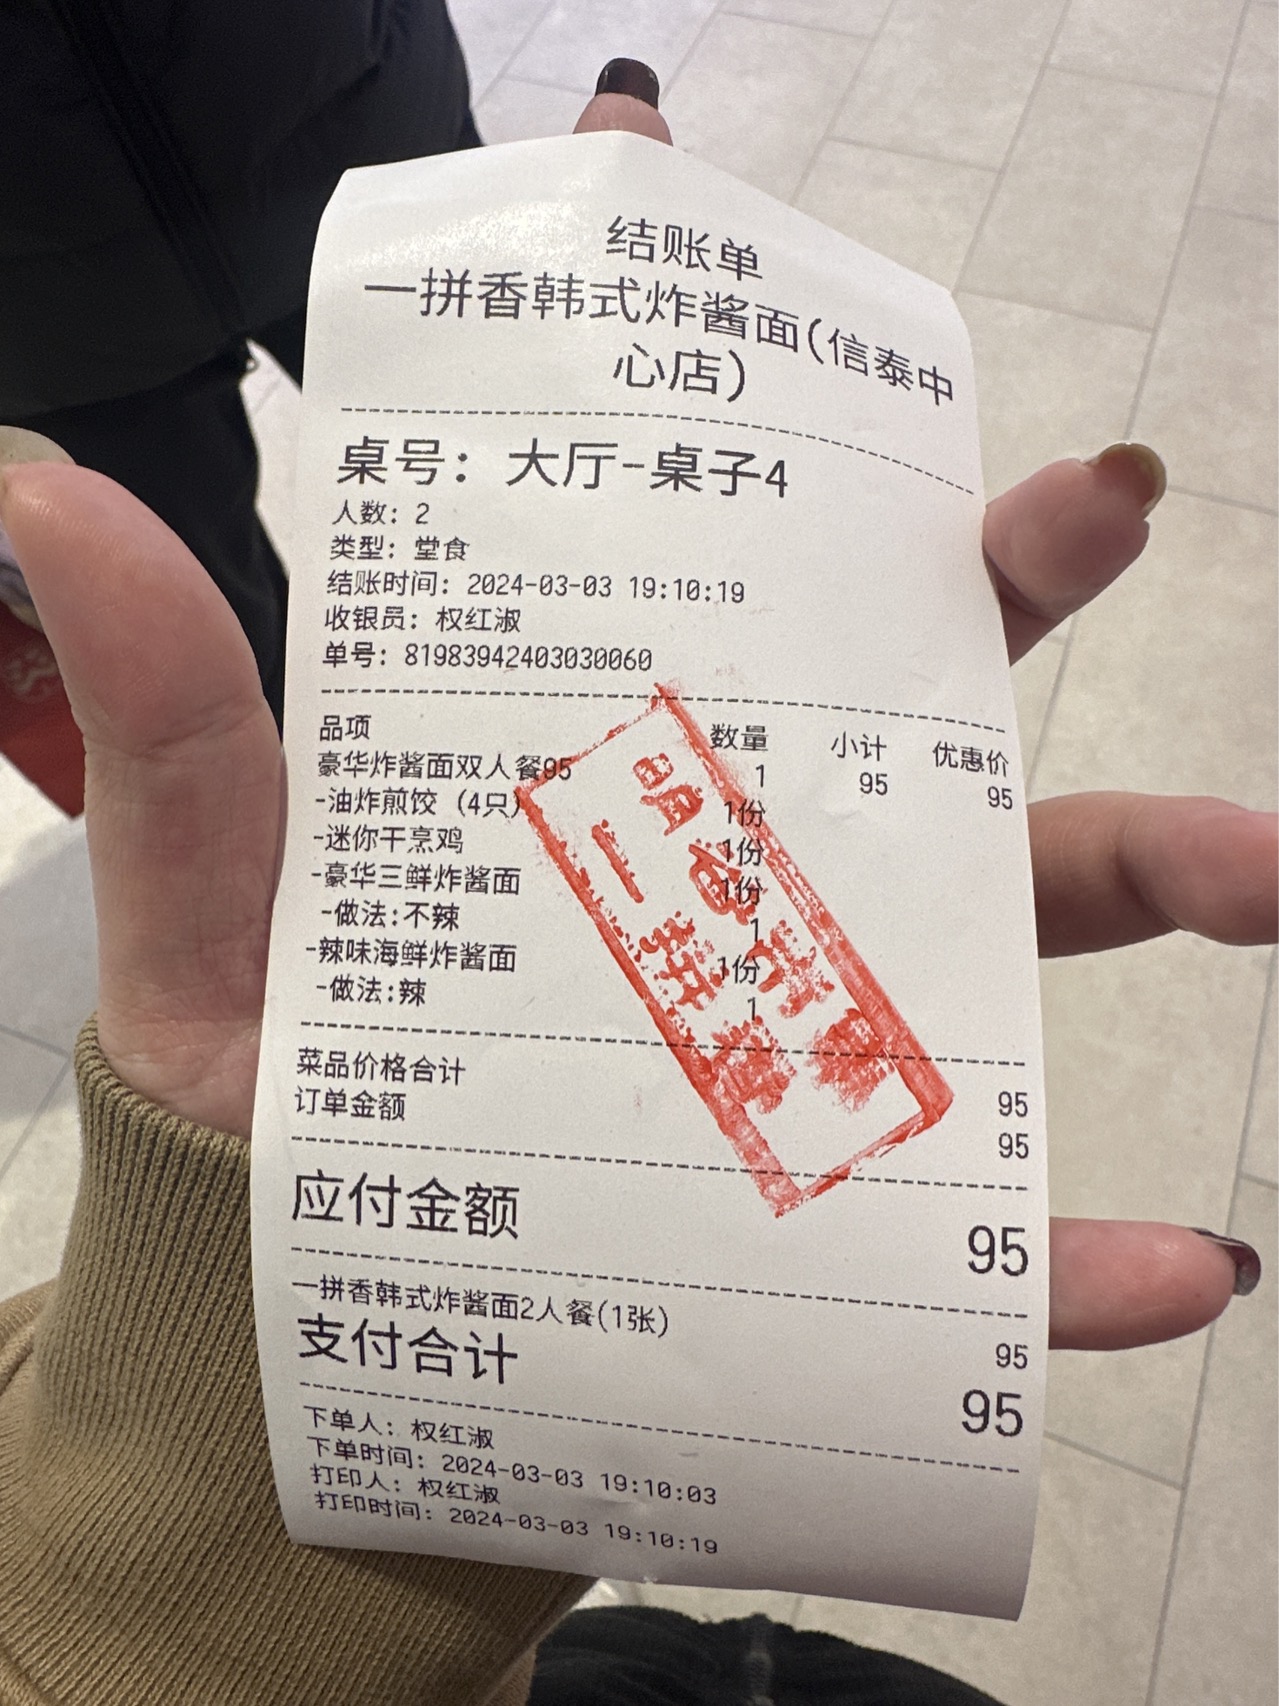 结账单
一拼香韩式炸酱面(信泰中
心店)
桌号: 大厅-桌子4
人数: 2
类型: 堂食
结账时间: 2024-03-03 19:10:19
收银员: 权红淑
单号: 81983942403030060
品项 数量 小计 优惠价
豪华炸酱面双人餐95 1 95 95
-油炸煎饺 (4只) 1份
-迷你干烹鸡 1份
-豪华三鲜炸酱面 1份
-做法:不辣 1
-辣味海鲜炸酱面 1份
-做法:辣 1
菜品价格合计 95
订单金额 95
应付金额 95
一拼香韩式炸酱面2人餐(1张) 95
支付合计 95
下单人: 权红淑
下单时间: 2024-03-03 19:10:03
打印人: 权红淑
打印时间: 2024-03-03 19:10:19